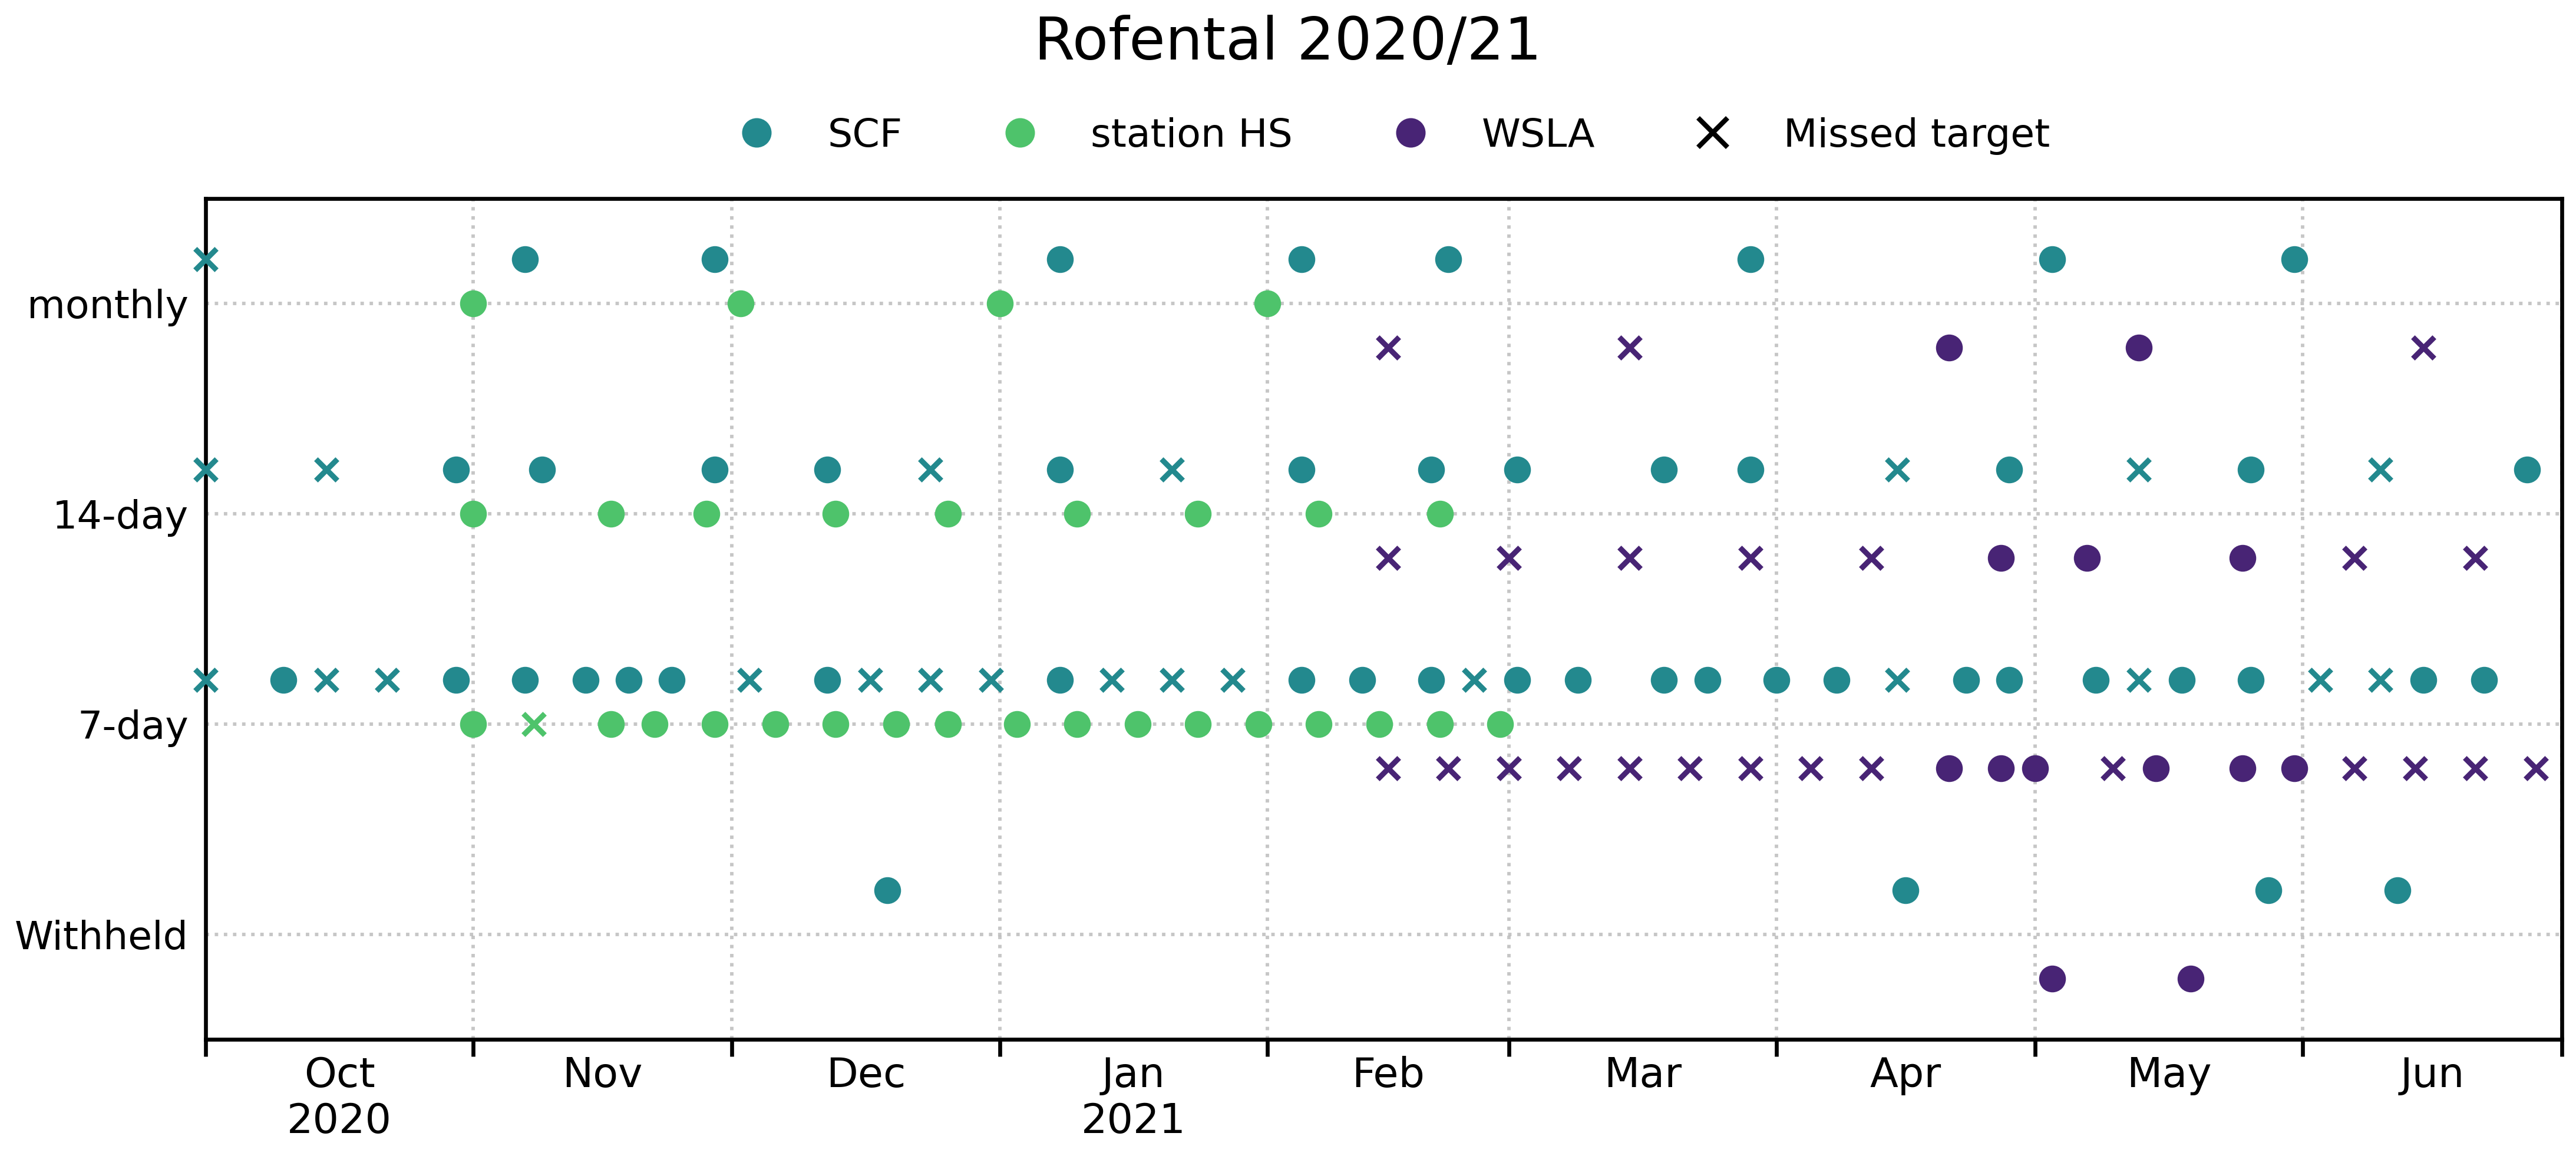 Rofental 2020/21
SCF station HS WSLA Missed target
monthly
14-day
7-day
Withheld
Oct Nov Dec Jan Feb Mar Apr May Jun
2020 2021